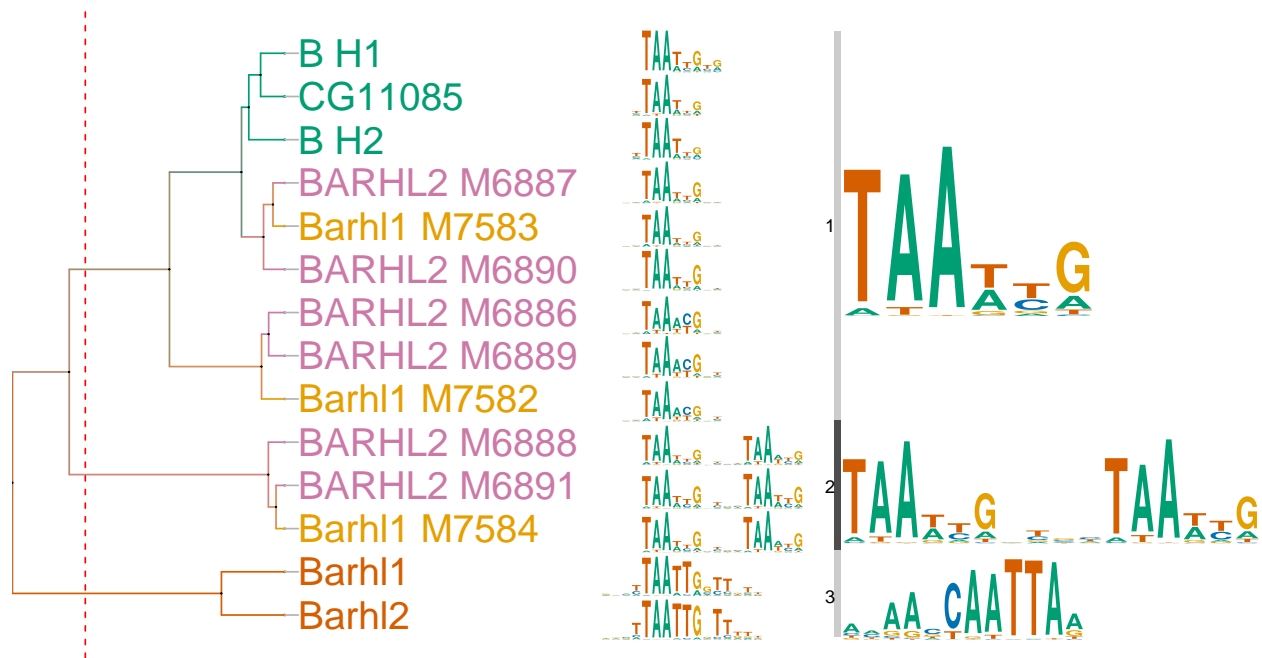 B H1
CG11085
B H2
BARHL2 M6887
Barhl1 M7583
BARHL2 M6890
BARHL2 M6886
BARHL2 M6889
Barhl1 M7582
BARHL2 M6888
BARHL2 M6891
Barhl1 M7584
Barhl1
Barhl2
1
2
3